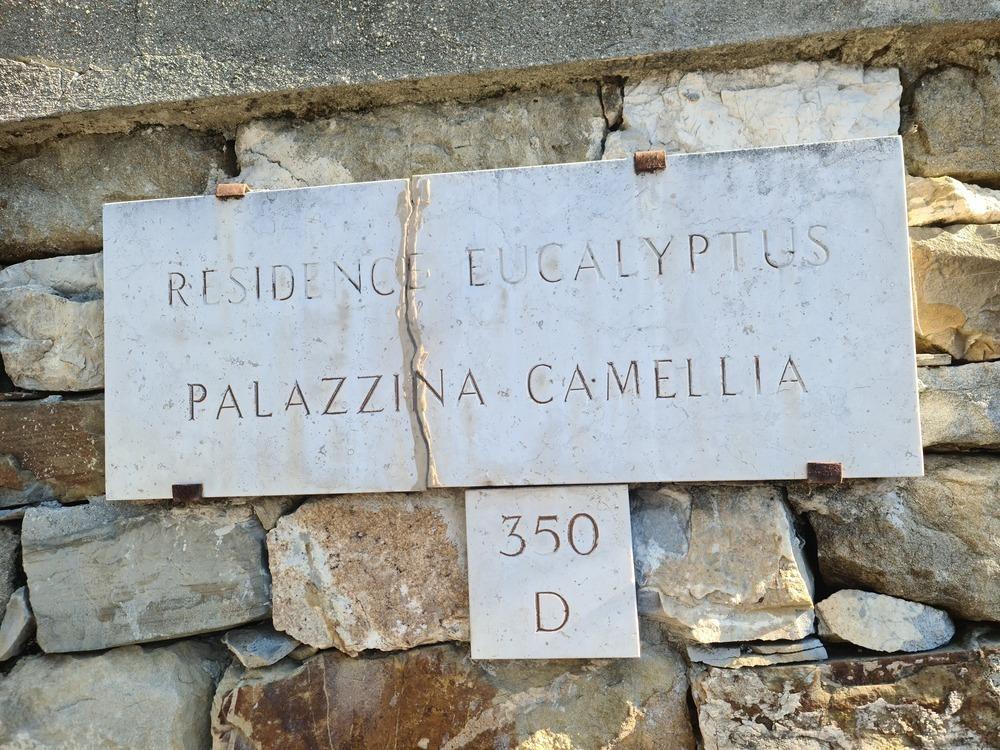 RESIDENCE EUCALYPTUS
PALAZZINA CAMELLIA
350
D